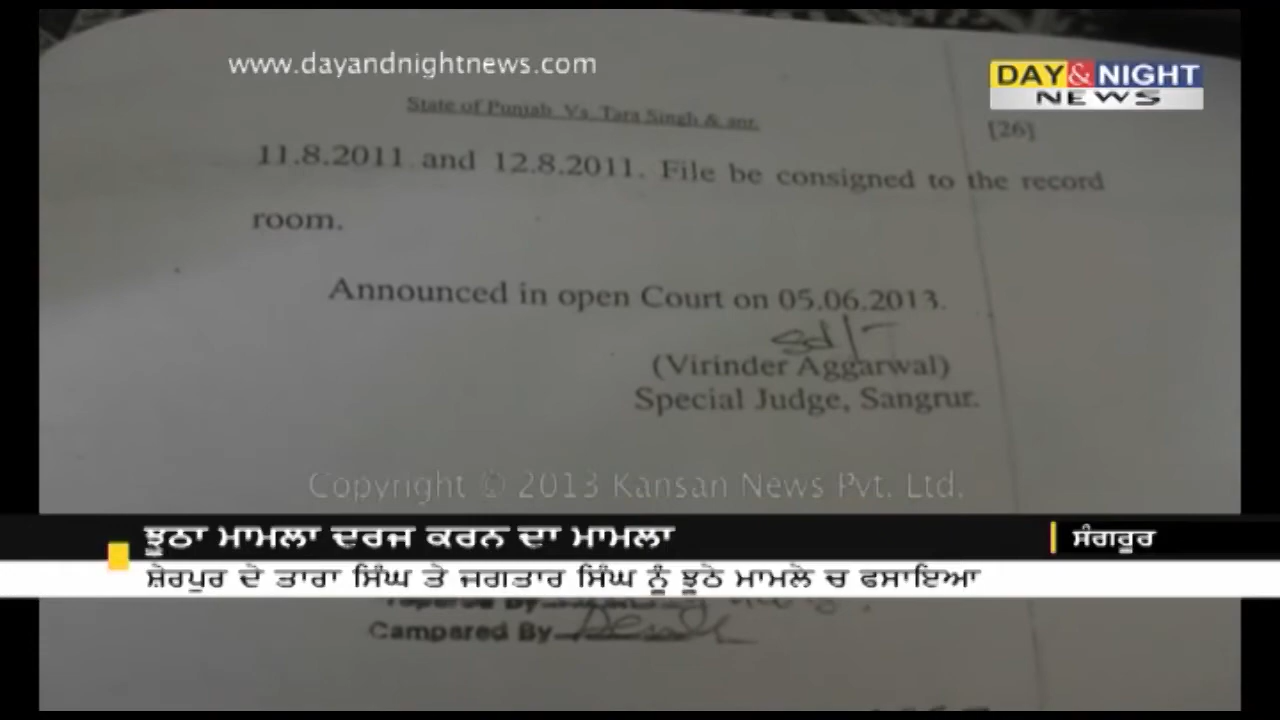 www.dayandnightnews.com
DAY & NIGHT
NEWS
State of Punjab Vs. Tara Singh & anr.
[26]
11.8.2011 and 12.8.2011. File be consigned to the record
room.
Announced in open Court on 05.06.2013.
Sd/-
(Virinder Aggarwal)
Special Judge, Sangrur.
Copyright © 2013 Kansan News Pvt. Ltd.
ਝੂਠਾ ਮਾਮਲਾ ਦਰਜ ਕਰਨ ਦਾ ਮਾਮਲਾ
ਸੰਗਰੂਰ
ਸ਼ੇਰਪੁਰ ਦੇ ਤਾਰਾ ਸਿੰਘ ਤੇ ਜਗਤਾਰ ਸਿੰਘ ਨੂੰ ਝੂਠੇ ਮਾਮਲੇ ਚ ਫਸਾਇਆ
Campared By